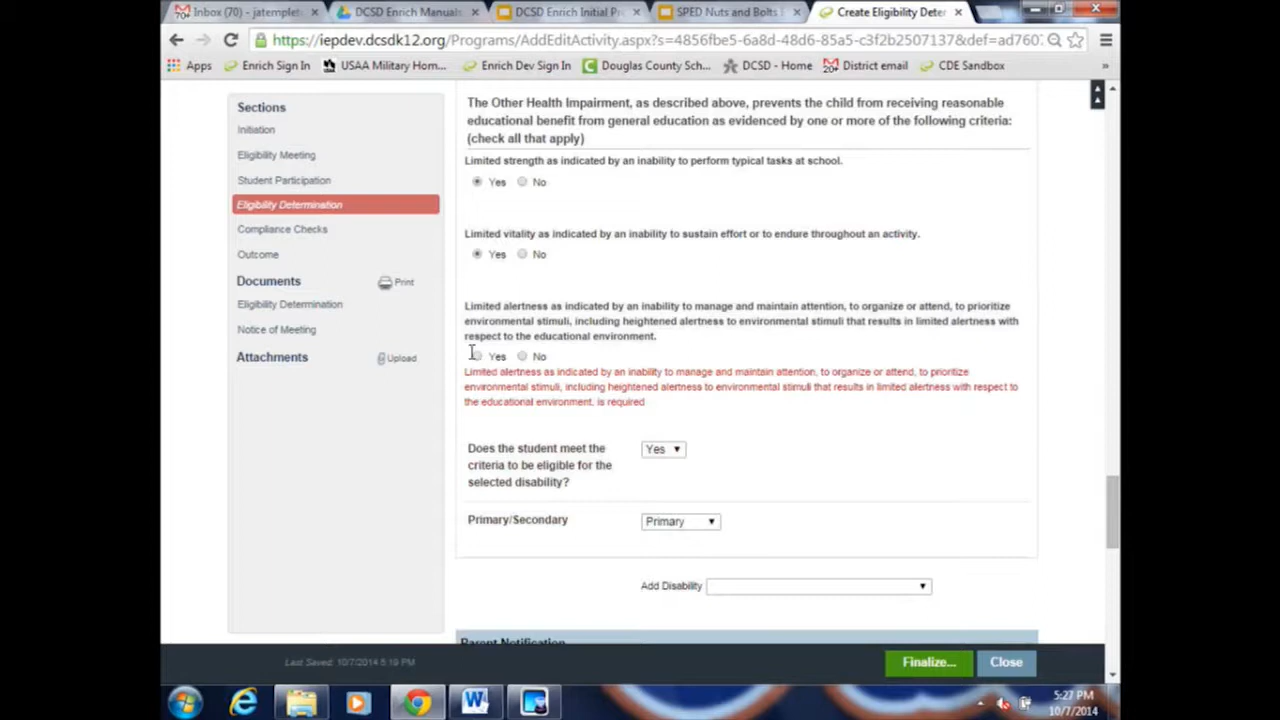 Inbox (70) - jatemplet
DCSD Enrich Manuals
DCSD Enrich Initial Pr
SPED Nuts and Bolts
Create Eligibility Deter
https://iepdev.dcsdk12.org/Programs/AddEditActivity.aspx?s=4856fbe5-6a8d-48d6-85a5-c3f2b2507137&def=ad760
Apps
Enrich Sign In
USAA Military Hom...
Enrich Dev Sign In
Douglas County Sch...
DCSD - Home
District email
CDE Sandbox
»
Sections
Initiation
Eligibility Meeting
Student Participation
Eligibility Determination
Compliance Checks
Outcome
Documents
Print
Eligibility Determination
Notice of Meeting
Attachments
Upload
The Other Health Impairment, as described above, prevents the child from receiving reasonable
educational benefit from general education as evidenced by one or more of the following criteria:
(check all that apply)
Limited strength as indicated by an inability to perform typical tasks at school.
Yes No
Limited vitality as indicated by an inability to sustain effort or to endure throughout an activity.
Yes No
Limited alertness as indicated by an inability to manage and maintain attention, to organize or attend, to prioritize
environmental stimuli, including heightened alertness to environmental stimuli that results in limited alertness with
respect to the educational environment.
Yes No
Limited alertness as indicated by an inability to manage and maintain attention, to organize or attend, to prioritize
environmental stimuli, including heightened alertness to environmental stimuli that results in limited alertness with respect to
the educational environment, is required
Does the student meet the
criteria to be eligible for the
selected disability?
Yes
Primary/Secondary
Primary
Add Disability
Parent Notification
Last Saved: 10/7/2014 5:19 PM
Finalize...
Close
5:27 PM
10/7/2014